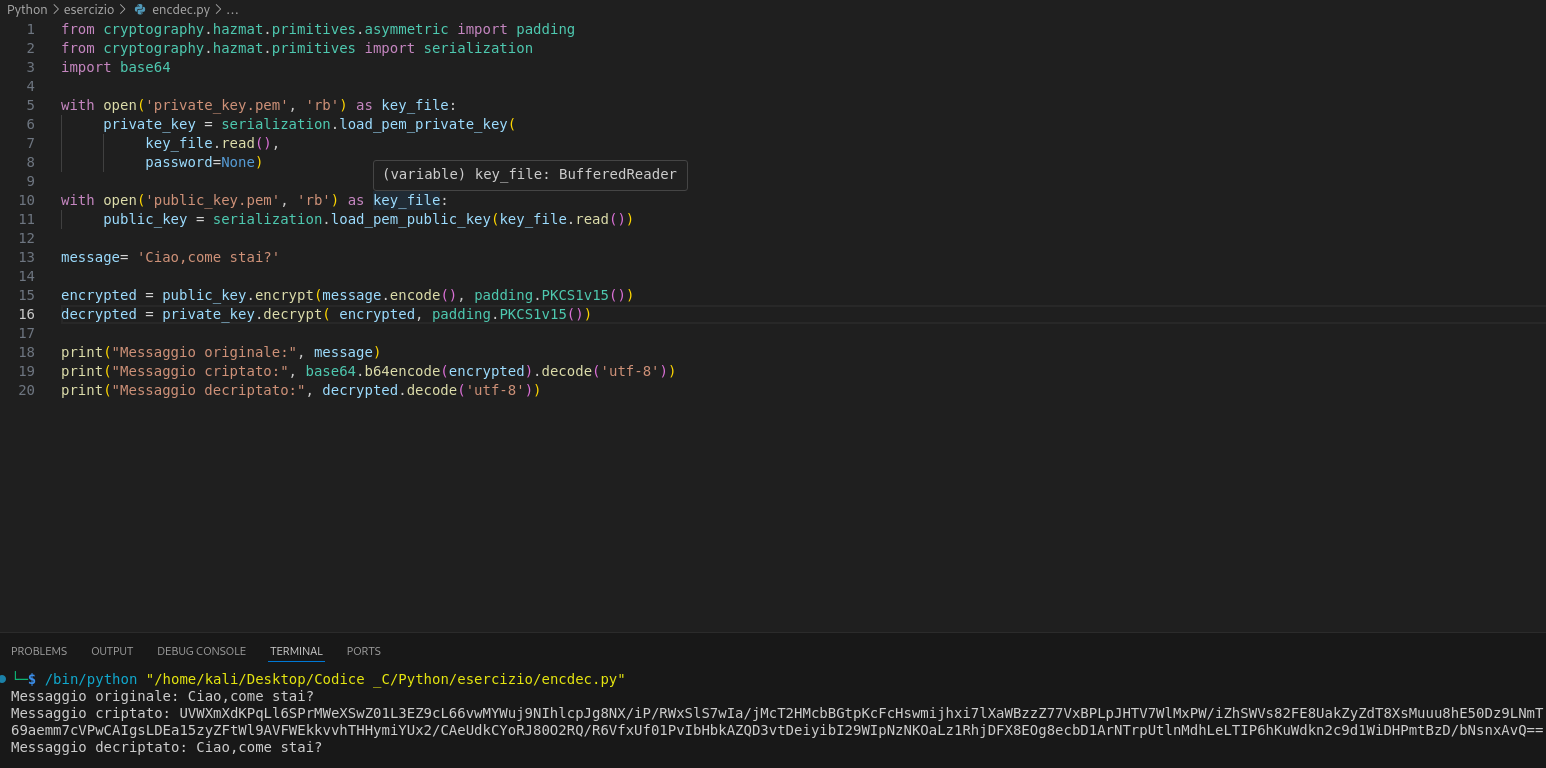 Python > esercizio > encdec.py > ...
1 from cryptography.hazmat.primitives.asymmetric import padding
2 from cryptography.hazmat.primitives import serialization
3 import base64
4
5 with open('private_key.pem', 'rb') as key_file:
6      private_key = serialization.load_pem_private_key(
7           key_file.read(),
8           password=None)
(variable) key_file: BufferedReader
9
10 with open('public_key.pem', 'rb') as key_file:
11      public_key = serialization.load_pem_public_key(key_file.read())
12
13 message= 'Ciao,come stai?'
14
15 encrypted = public_key.encrypt(message.encode(), padding.PKCS1v15())
16 decrypted = private_key.decrypt( encrypted, padding.PKCS1v15())
17
18 print("Messaggio originale:", message)
19 print("Messaggio criptato:", base64.b64encode(encrypted).decode('utf-8'))
20 print("Messaggio decriptato:", decrypted.decode('utf-8'))
PROBLEMS OUTPUT DEBUG CONSOLE TERMINAL PORTS
└─$ /bin/python "/home/kali/Desktop/Codice _C/Python/esercizio/encdec.py"
Messaggio originale: Ciao,come stai?
Messaggio criptato: UVWXmXdKPqLl6SPrMWeXSwZ01L3EZ9cL66vwMYWuj9NIhlcpJg8NX/iP/RWxSlS7wIa/jMcT2HMcbBGtpKcFcHswmijhxi7lXaWBzzZ77VxBPLpJHTV7WlMxPW/iZhSWVs82FE8UakZyZdT8XsMuuu8hE50Dz9LNmT
69aemm7cVPwCAIgsLDEa15zyZFtWl9AVFWEkkvvhTHHymiYUx2/CAeUdkCYoRJ80O2RQ/R6VfxUf01PvIbHbkAZQD3vtDeiyibI29WIpNzNKOaLz1RhjDFX8EOg8ecbD1ArNTrpUtlnMdhLeLTIP6hKuWdkn2c9d1WiDHPmtBzD/bNsnxAvQ==
Messaggio decriptato: Ciao,come stai?